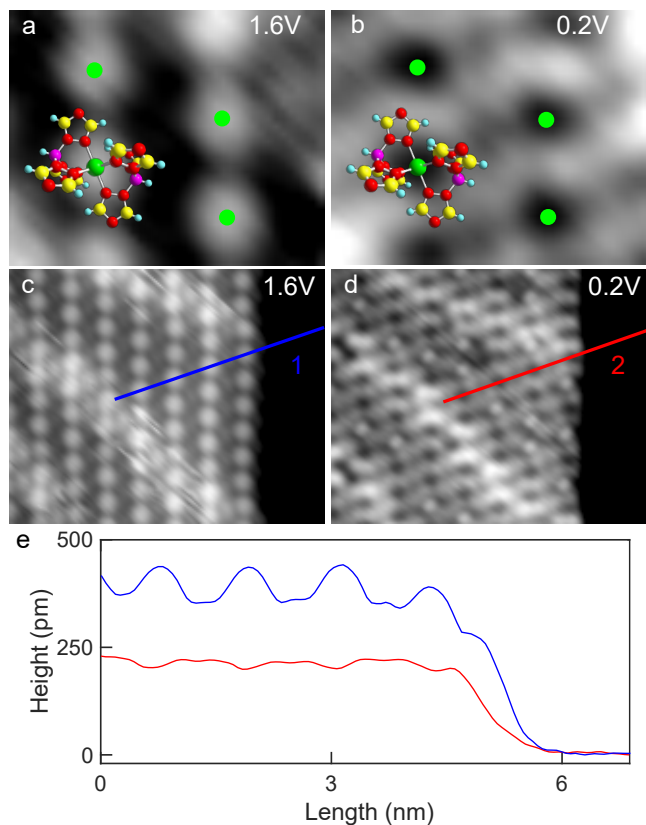 a 1.6V
b 0.2V
c 1.6V
1
d 0.2V
2
e
500
250
0
Height (pm)
0 3 6
Length (nm)